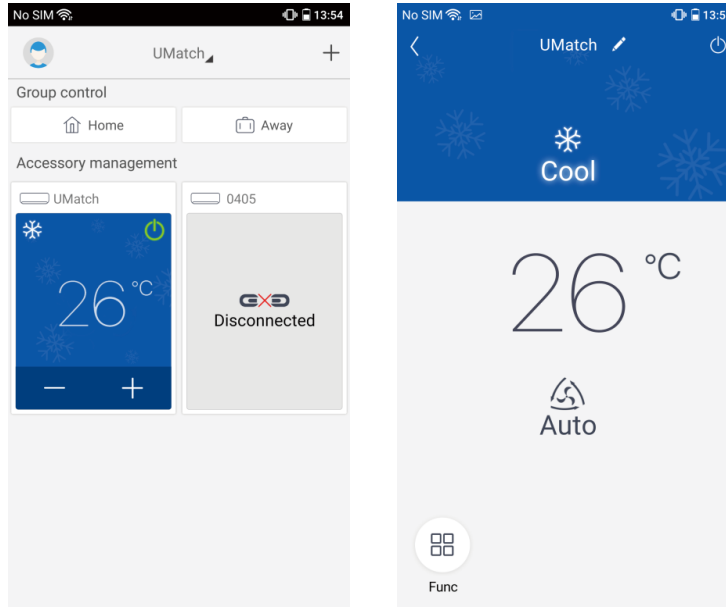 No SIM 13:54
UMatch
Group control
Home Away
Accessory management
UMatch 0405
26 °C
Disconnected
No SIM
UMatch
Cool
26 °C
Auto
Func